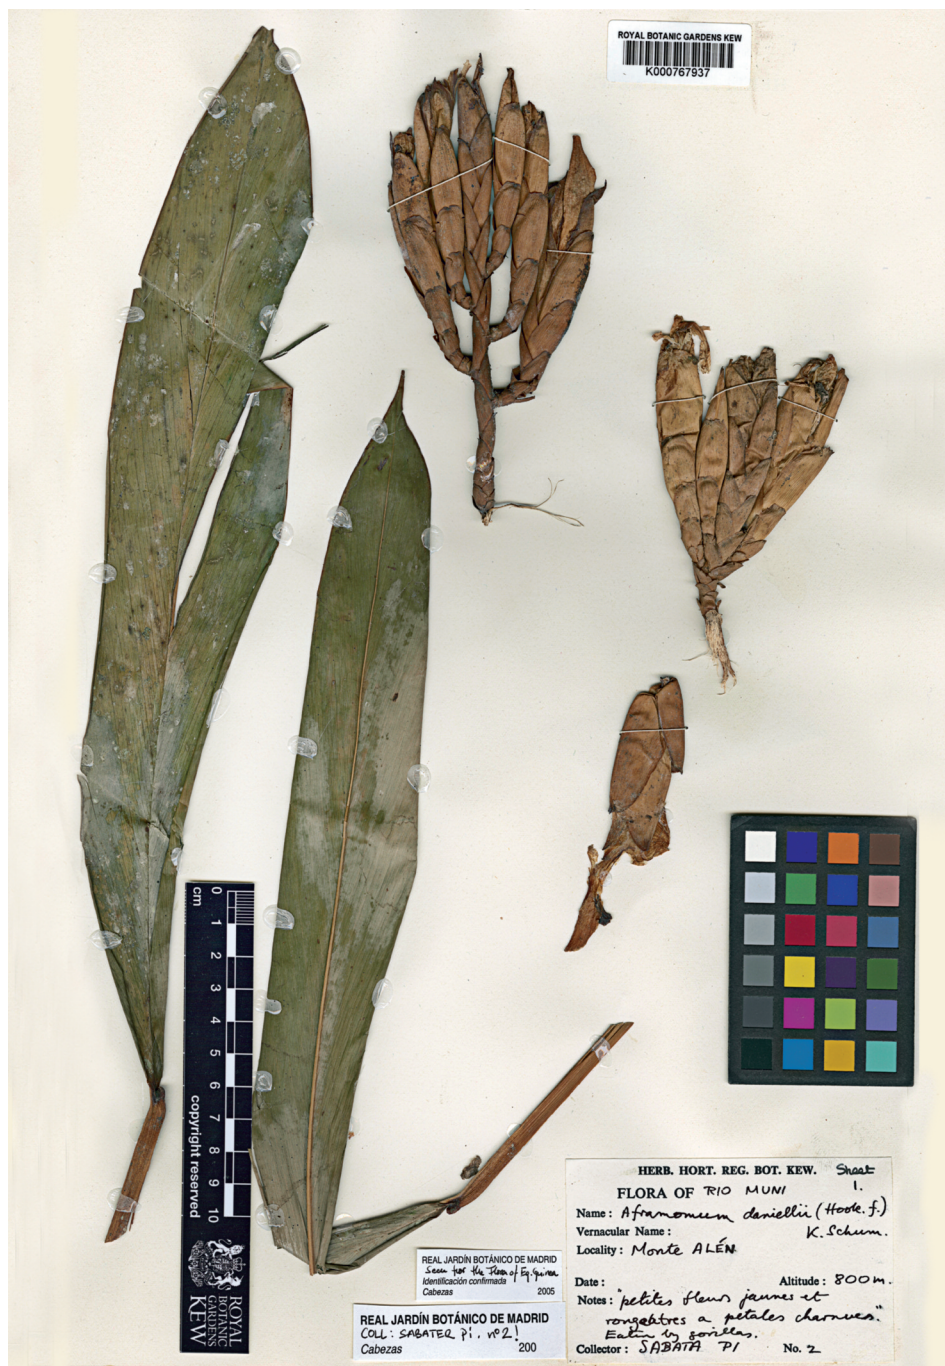 ROYAL BOTANIC GARDENS KEW
K000767937
0 cm
1
2
3
4
5
6
7
8
9
10
copyright reserved
ROYAL
BOTANIC
GARDENS
KEW
HERB. HORT. REG. BOT. KEW. Sheet
1.
FLORA OF RIO MUNI
Name: Aframomum daniellii (Hook. f.)
Vernacular Name: K. Schum.
Locality: Monte ALÉN
Date: Altitude: 800m.
Notes: "petites fleurs jaunes et
rongeatres a petales charnues."
Eaten by gorillas.
Collector: SABATA PI No. 2
REAL JARDÍN BOTÁNICO DE MADRID
Seen for the Flora of Eq. Guinea
Identificación confirmada
Cabezas 2005
REAL JARDÍN BOTÁNICO DE MADRID
COLL: SABATER Pi. nº2!
Cabezas 200